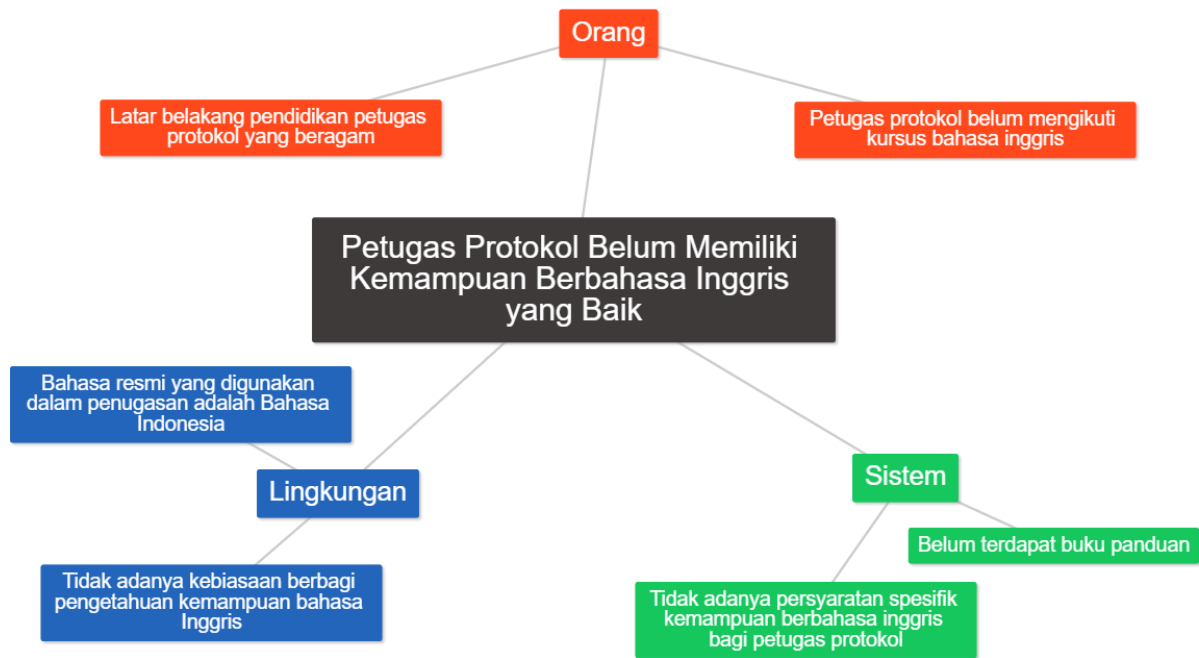 Orang
Latar belakang pendidikan petugas
protokol yang beragam
Petugas protokol belum mengikuti
kursus bahasa inggris
Petugas Protokol Belum Memiliki
Kemampuan Berbahasa Inggris
yang Baik
Bahasa resmi yang digunakan
dalam penugasan adalah Bahasa
Indonesia
Lingkungan
Tidak adanya kebiasaan berbagi
pengetahuan kemampuan bahasa
Inggris
Sistem
Belum terdapat buku panduan
Tidak adanya persyaratan spesifik
kemampuan berbahasa inggris
bagi petugas protokol